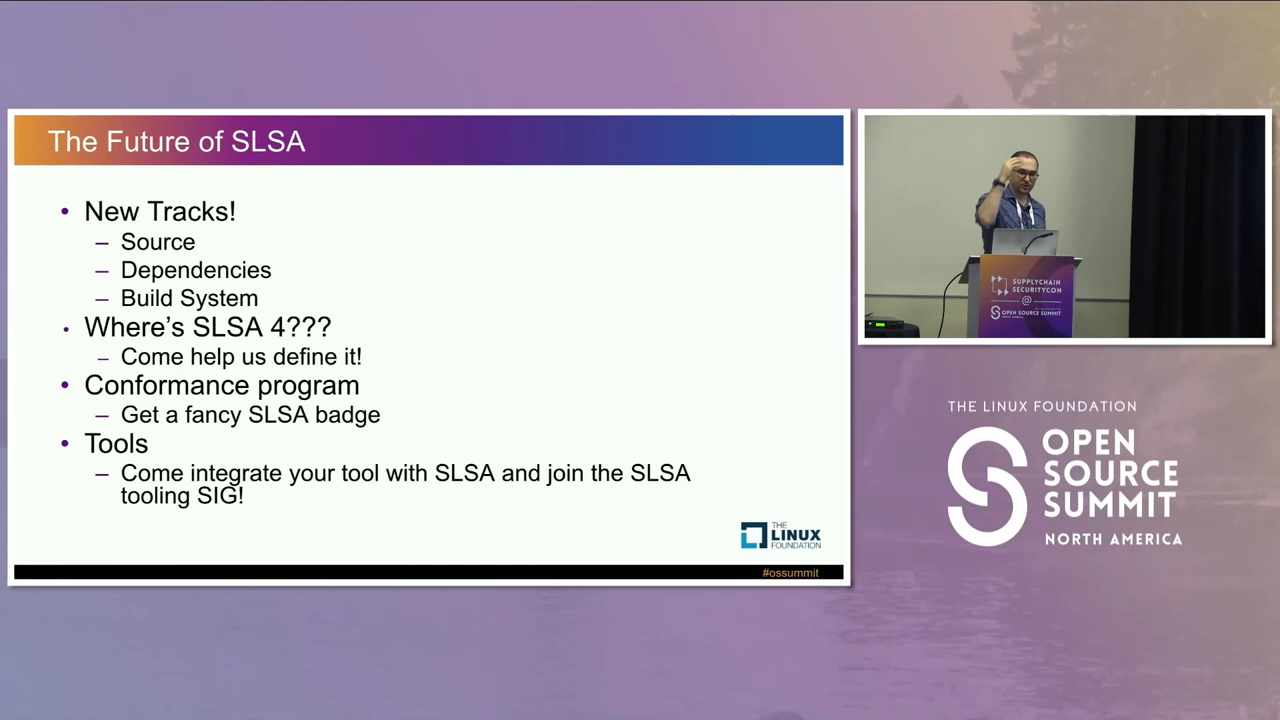 The Future of SLSA
• New Tracks!
– Source
– Dependencies
– Build System
• Where's SLSA 4???
– Come help us define it!
• Conformance program
– Get a fancy SLSA badge
• Tools
– Come integrate your tool with SLSA and join the SLSA
tooling SIG!
THE
LINUX
FOUNDATION
#ossummit
SUPPLYCHAIN
SECURITYCON
@
OPEN SOURCE SUMMIT
NORTH AMERICA
THE LINUX FOUNDATION
OPEN
SOURCE
SUMMIT
NORTH AMERICA